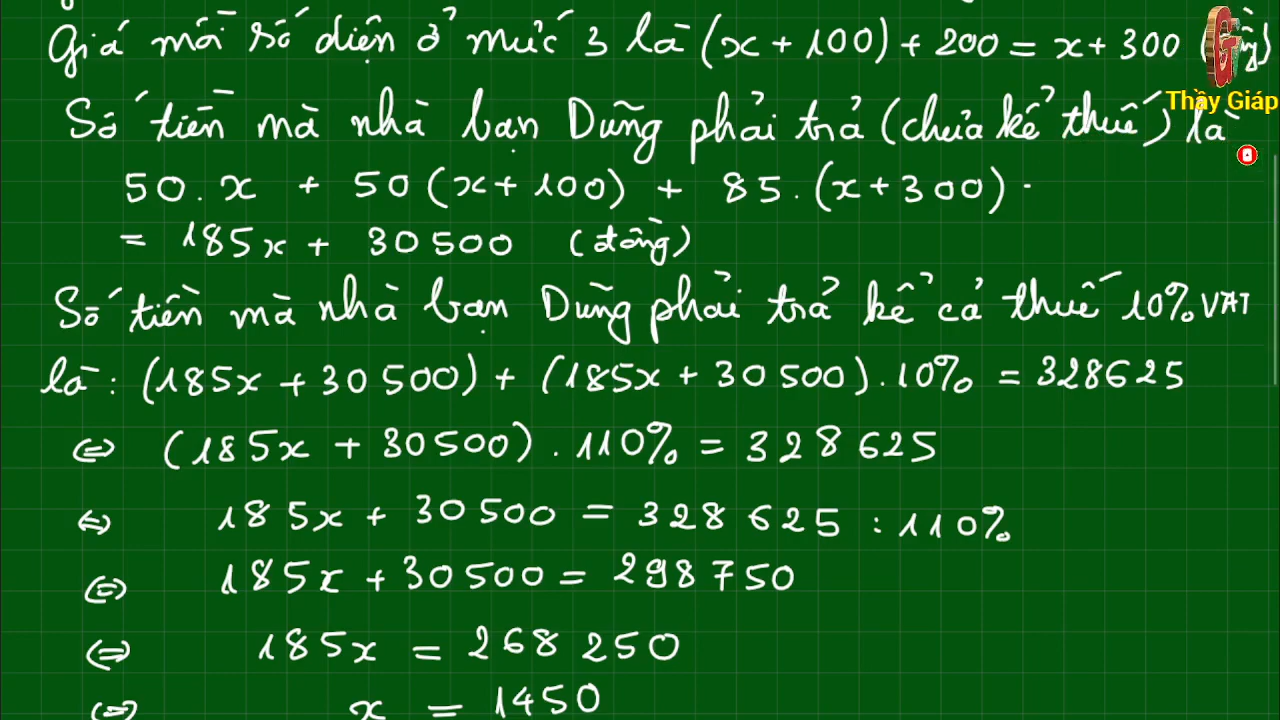 Giá mỗi số điện ở mức 3 là (x + 100) + 200 = x + 300
Thầy Giáp
Số tiền mà nhà bạn Dũng phải trả (chưa kể thuế) là
50.x + 50(x + 100) + 85.(x + 300).
= 185x + 30500 (đồng)
Số tiền mà nhà bạn Dũng phải trả kể cả thuế 10% VAT
là: (185x + 30500) + (185x + 30500).10% = 328625
⇔ (185x + 30500).110% = 328625
⇔ 185x + 30500 = 328625 : 110%
⇔ 185x + 30500 = 298750
⇔ 185x = 268250
⇔ x = 1450